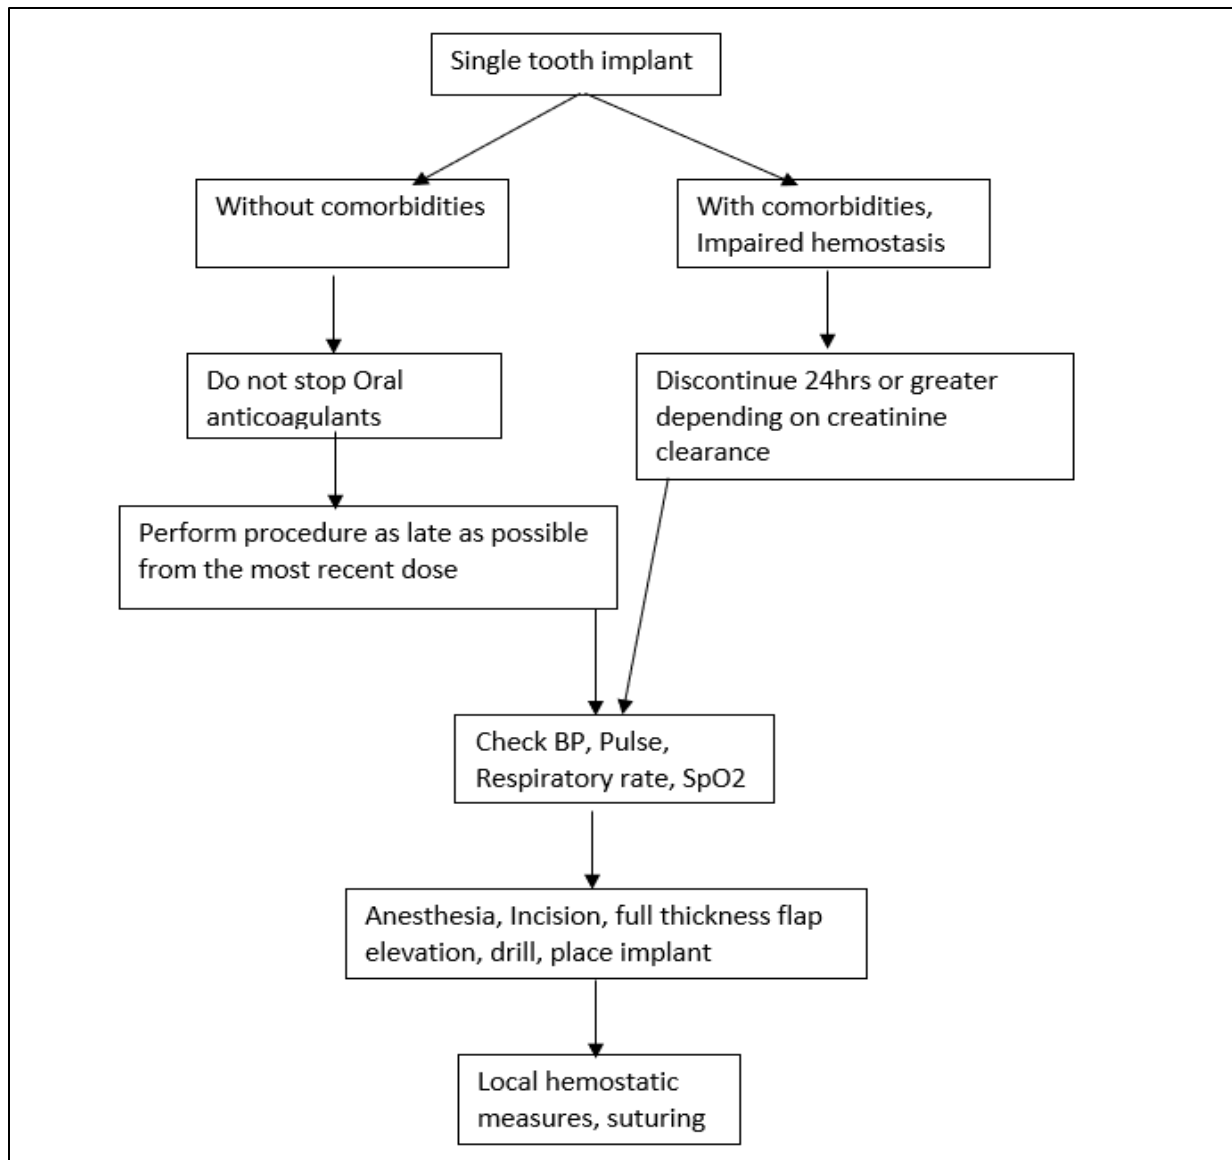 Single tooth implant
Without comorbidities
With comorbidities,
Impaired hemostasis
Do not stop Oral
anticoagulants
Discontinue 24hrs or greater
depending on creatinine
clearance
Perform procedure as late as possible
from the most recent dose
Check BP, Pulse,
Respiratory rate, SpO2
Anesthesia, Incision, full thickness flap
elevation, drill, place implant
Local hemostatic
measures, suturing